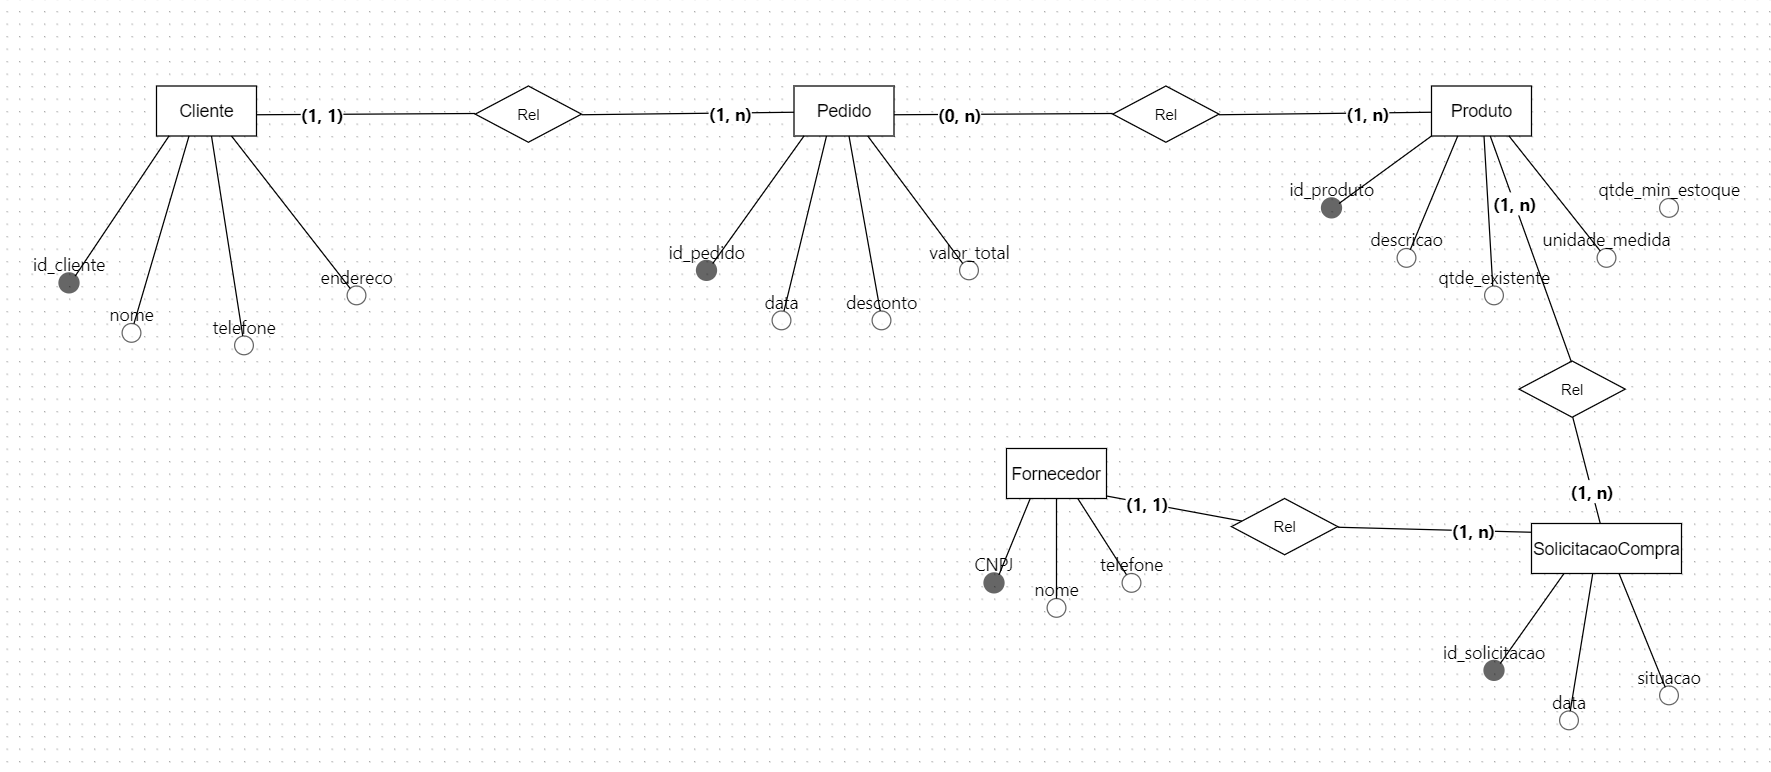 Cliente
(1, 1)
Rel
(1, n)
Pedido
(0, n)
Rel
(1, n)
Produto
id_cliente
nome
telefone
endereco
id_pedido
data
desconto
valor_total
id_produto
descricao
qtde_existente
(1, n)
unidade_medida
qtde_min_estoque
Rel
(1, n)
Fornecedor
(1, 1)
Rel
(1, n)
SolicitacaoCompra
CNPJ
nome
telefone
id_solicitacao
data
situacao